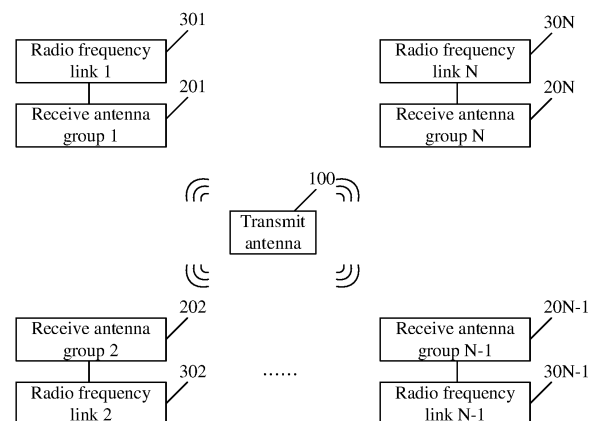 301
Radio frequency
link 1
201
Receive antenna
group 1
30N
Radio frequency
link N
20N
Receive antenna
group N
100
Transmit
antenna
202
Receive antenna
group 2
302
Radio frequency
link 2
......
20N-1
Receive antenna
group N-1
30N-1
Radio frequency
link N-1